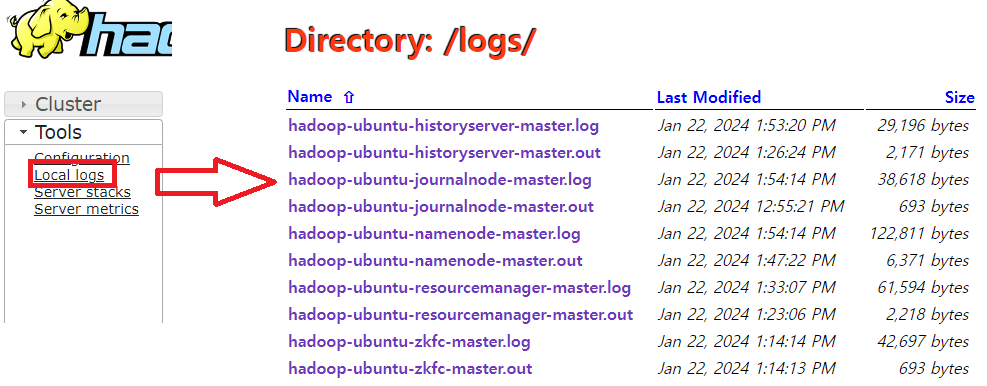 hac
Cluster
Tools
Configuration
Local logs
Server stacks
Server metrics
Directory: /logs/
Name ⇧ Last Modified Size
hadoop-ubuntu-historyserver-master.log Jan 22, 2024 1:53:20 PM 29,196 bytes
hadoop-ubuntu-historyserver-master.out Jan 22, 2024 1:26:24 PM 2,171 bytes
hadoop-ubuntu-journalnode-master.log Jan 22, 2024 1:54:14 PM 38,618 bytes
hadoop-ubuntu-journalnode-master.out Jan 22, 2024 12:55:21 PM 693 bytes
hadoop-ubuntu-namenode-master.log Jan 22, 2024 1:54:14 PM 122,811 bytes
hadoop-ubuntu-namenode-master.out Jan 22, 2024 1:47:22 PM 6,371 bytes
hadoop-ubuntu-resourcemanager-master.log Jan 22, 2024 1:33:07 PM 61,594 bytes
hadoop-ubuntu-resourcemanager-master.out Jan 22, 2024 1:23:06 PM 2,218 bytes
hadoop-ubuntu-zkfc-master.log Jan 22, 2024 1:14:14 PM 42,697 bytes
hadoop-ubuntu-zkfc-master.out Jan 22, 2024 1:14:13 PM 693 bytes